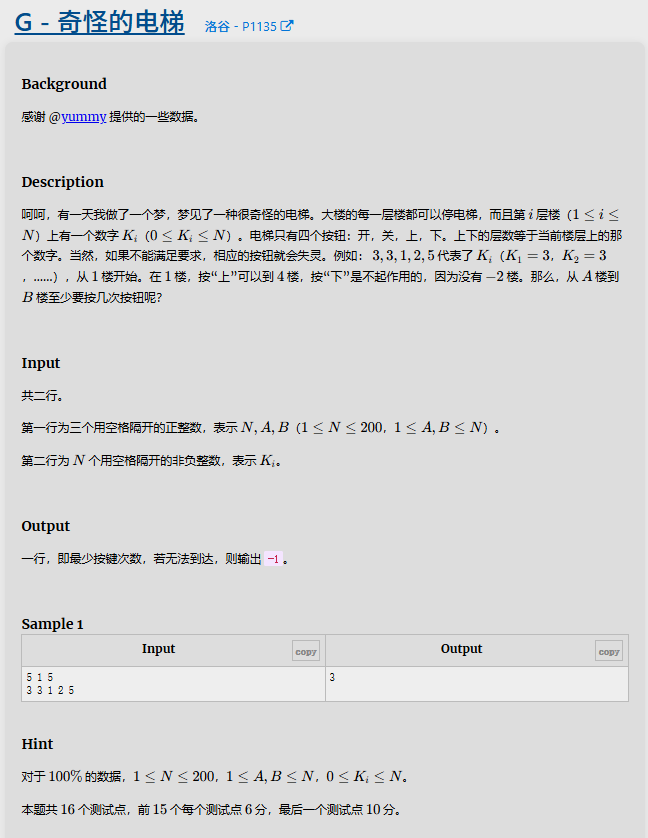 G - 奇怪的电梯 洛谷 - P1135
Background
感谢 @yummy 提供的一些数据。
Description
呵呵，有一天我做了一个梦，梦见了一种很奇怪的电梯。大楼的每一层楼都可以停电梯，而且第 i 层楼（1 ≤ i ≤
N）上有一个数字 K_i（0 ≤ K_i ≤ N）。电梯只有四个按钮：开，关，上，下。上下的层数等于当前楼层上的那
个数字。当然，如果不能满足要求，相应的按钮就会失灵。例如： 3, 3, 1, 2, 5 代表了 K_i（K_1 = 3，K_2 = 3
，……），从 1 楼开始。在 1 楼，按“上”可以到 4 楼，按“下”是不起作用的，因为没有 −2 楼。那么，从 A 楼到
B 楼至少要按几次按钮呢？
Input
共二行。
第一行为三个用空格隔开的正整数，表示 N, A, B（1 ≤ N ≤ 200，1 ≤ A, B ≤ N）。
第二行为 N 个用空格隔开的非负整数，表示 K_i。
Output
一行，即最少按键次数，若无法到达，则输出 -1 。
Sample 1
Input copy Output copy
5 1 5 3
3 3 1 2 5
Hint
对于 100% 的数据，1 ≤ N ≤ 200，1 ≤ A, B ≤ N，0 ≤ K_i ≤ N。
本题共 16 个测试点，前 15 个每个测试点 6 分，最后一个测试点 10 分。